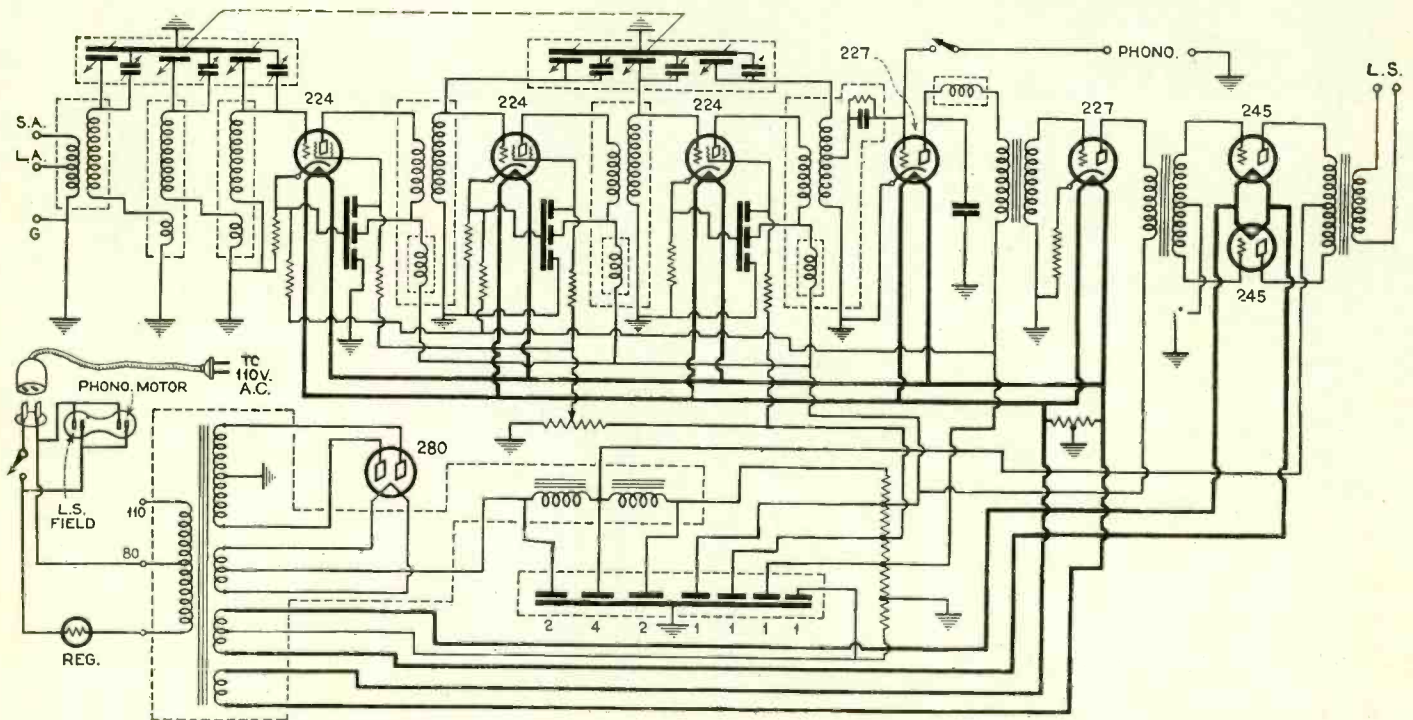 227
PHONO.
L.S.
224
224
224
227
245
S.A.
L.A.
G
245
TC
110V.
A.C.
PHONO. MOTOR
280
L.S.
FIELD
110
80
REG.
2 4 2 1 1 1 1